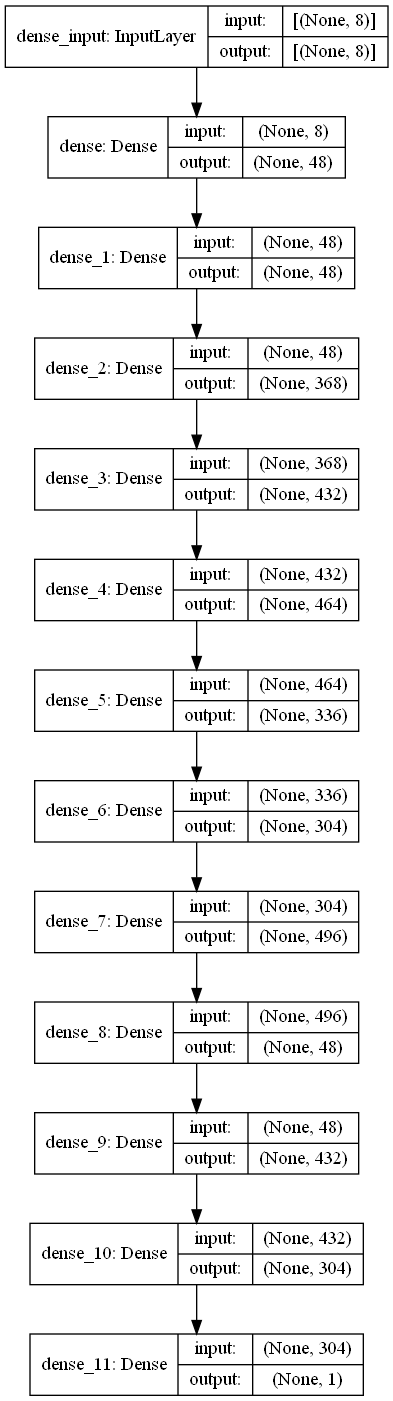 dense_input: InputLayer
input: [(None, 8)]
output: [(None, 8)]
dense: Dense
input: (None, 8)
output: (None, 48)
dense_1: Dense
input: (None, 48)
output: (None, 48)
dense_2: Dense
input: (None, 48)
output: (None, 368)
dense_3: Dense
input: (None, 368)
output: (None, 432)
dense_4: Dense
input: (None, 432)
output: (None, 464)
dense_5: Dense
input: (None, 464)
output: (None, 336)
dense_6: Dense
input: (None, 336)
output: (None, 304)
dense_7: Dense
input: (None, 304)
output: (None, 496)
dense_8: Dense
input: (None, 496)
output: (None, 48)
dense_9: Dense
input: (None, 48)
output: (None, 432)
dense_10: Dense
input: (None, 432)
output: (None, 304)
dense_11: Dense
input: (None, 304)
output: (None, 1)